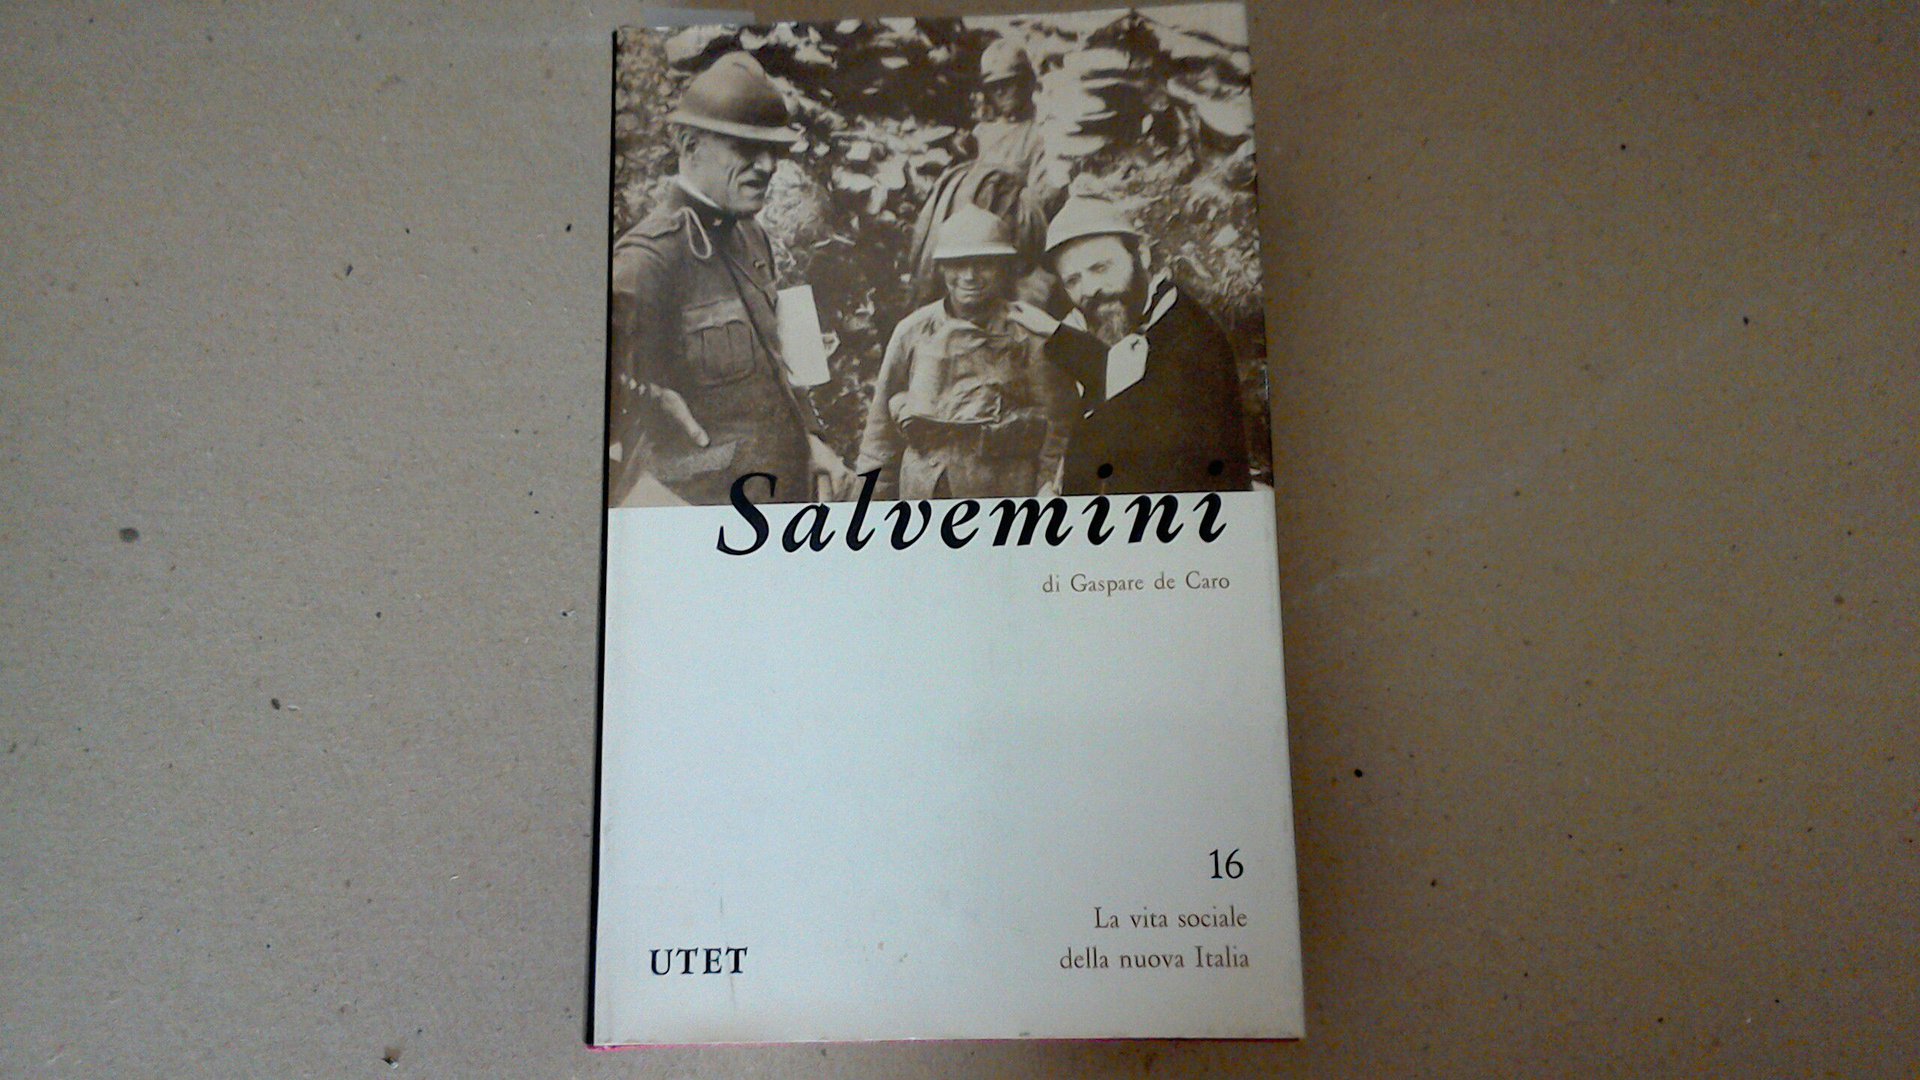 Salvemini
di Gaspare de Caro
16
La vita sociale
della nuova Italia
UTET